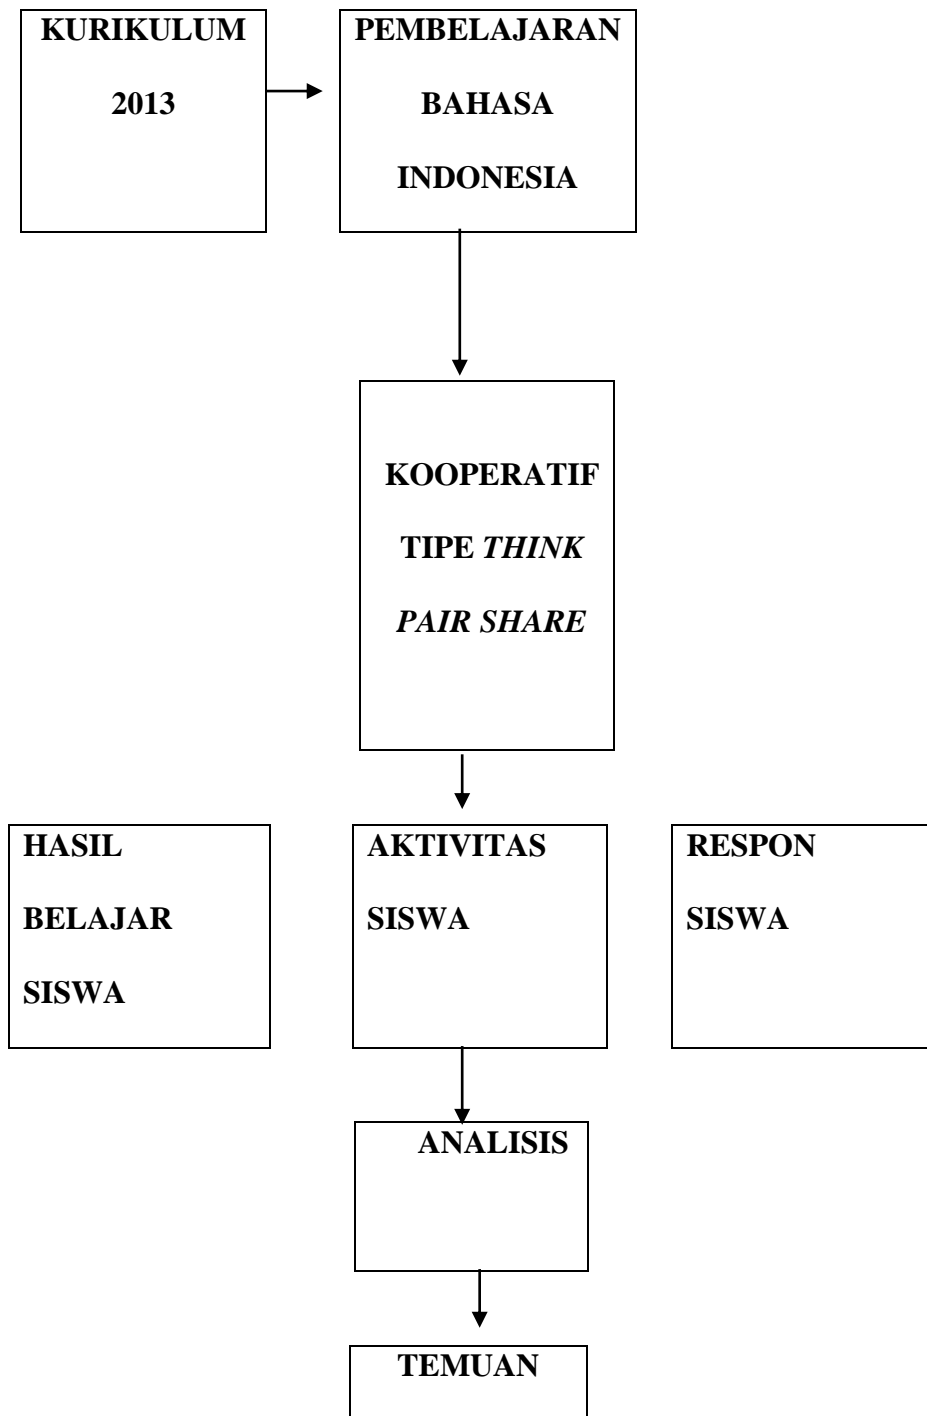 KURIKULUM
2013
PEMBELAJARAN
BAHASA
INDONESIA
KOOPERATIF
TIPE THINK
PAIR SHARE
HASIL
BELAJAR
SISWA
AKTIVITAS
SISWA
RESPON
SISWA
ANALISIS
TEMUAN